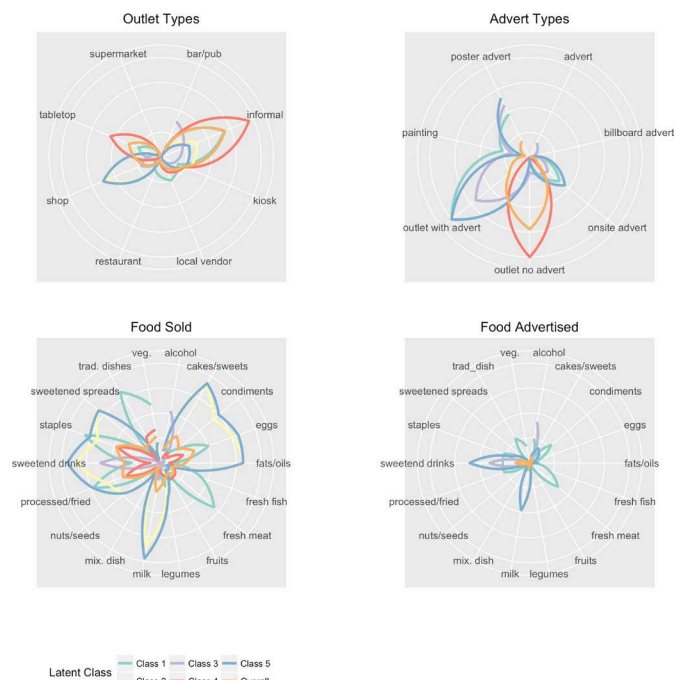 Outlet Types
supermarket bar/pub
tabletop informal
shop kiosk
restaurant local vendor
Advert Types
poster advert advert
painting billboard advert
outlet with advert onsite advert
outlet no advert
Food Sold
veg. alcohol
trad. dishes cakes/sweets
sweetened spreads condiments
staples eggs
sweetend drinks fats/oils
processed/fried fresh fish
nuts/seeds fresh meat
mix. dish fruits
milk legumes
Food Advertised
veg. alcohol
trad_dish cakes/sweets
sweetened spreads condiments
staples eggs
sweetend drinks fats/oils
processed/fried fresh fish
nuts/seeds fresh meat
mix. dish fruits
milk legumes
Latent Class Class 1 Class 3 Class 5